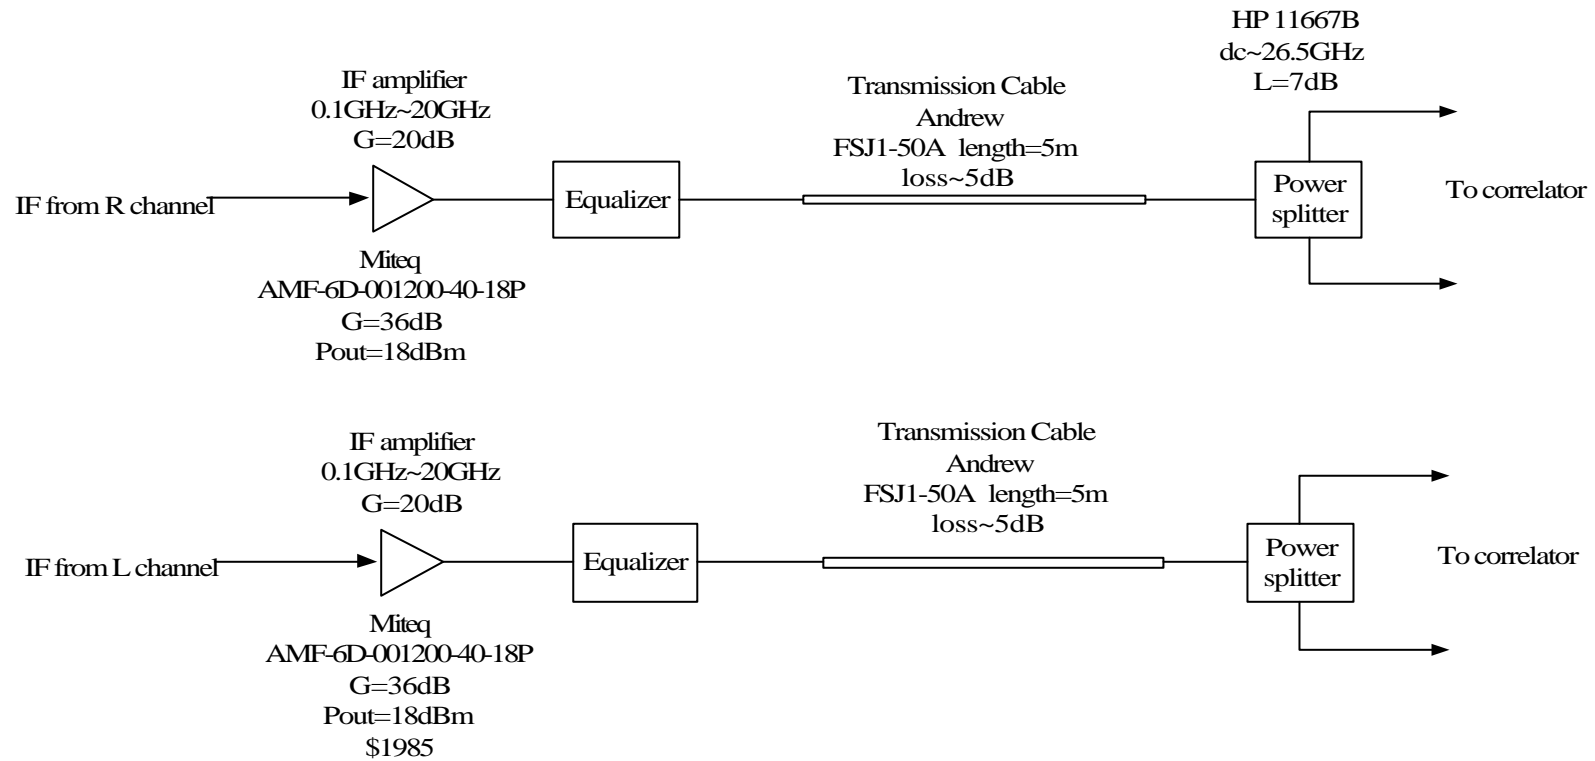 HP 11667B
dc~26.5GHz
L=7dB
IF amplifier
0.1GHz~20GHz
G=20dB
Transmission Cable
Andrew
FSJ1-50A length=5m
loss~5dB
IF from R channel
Equalizer
Power
splitter
To correlator
Miteq
AMF-6D-001200-40-18P
G=36dB
Pout=18dBm
IF amplifier
0.1GHz~20GHz
G=20dB
Transmission Cable
Andrew
FSJ1-50A length=5m
loss~5dB
IF from L channel
Equalizer
Power
splitter
To correlator
Miteq
AMF-6D-001200-40-18P
G=36dB
Pout=18dBm
$1985